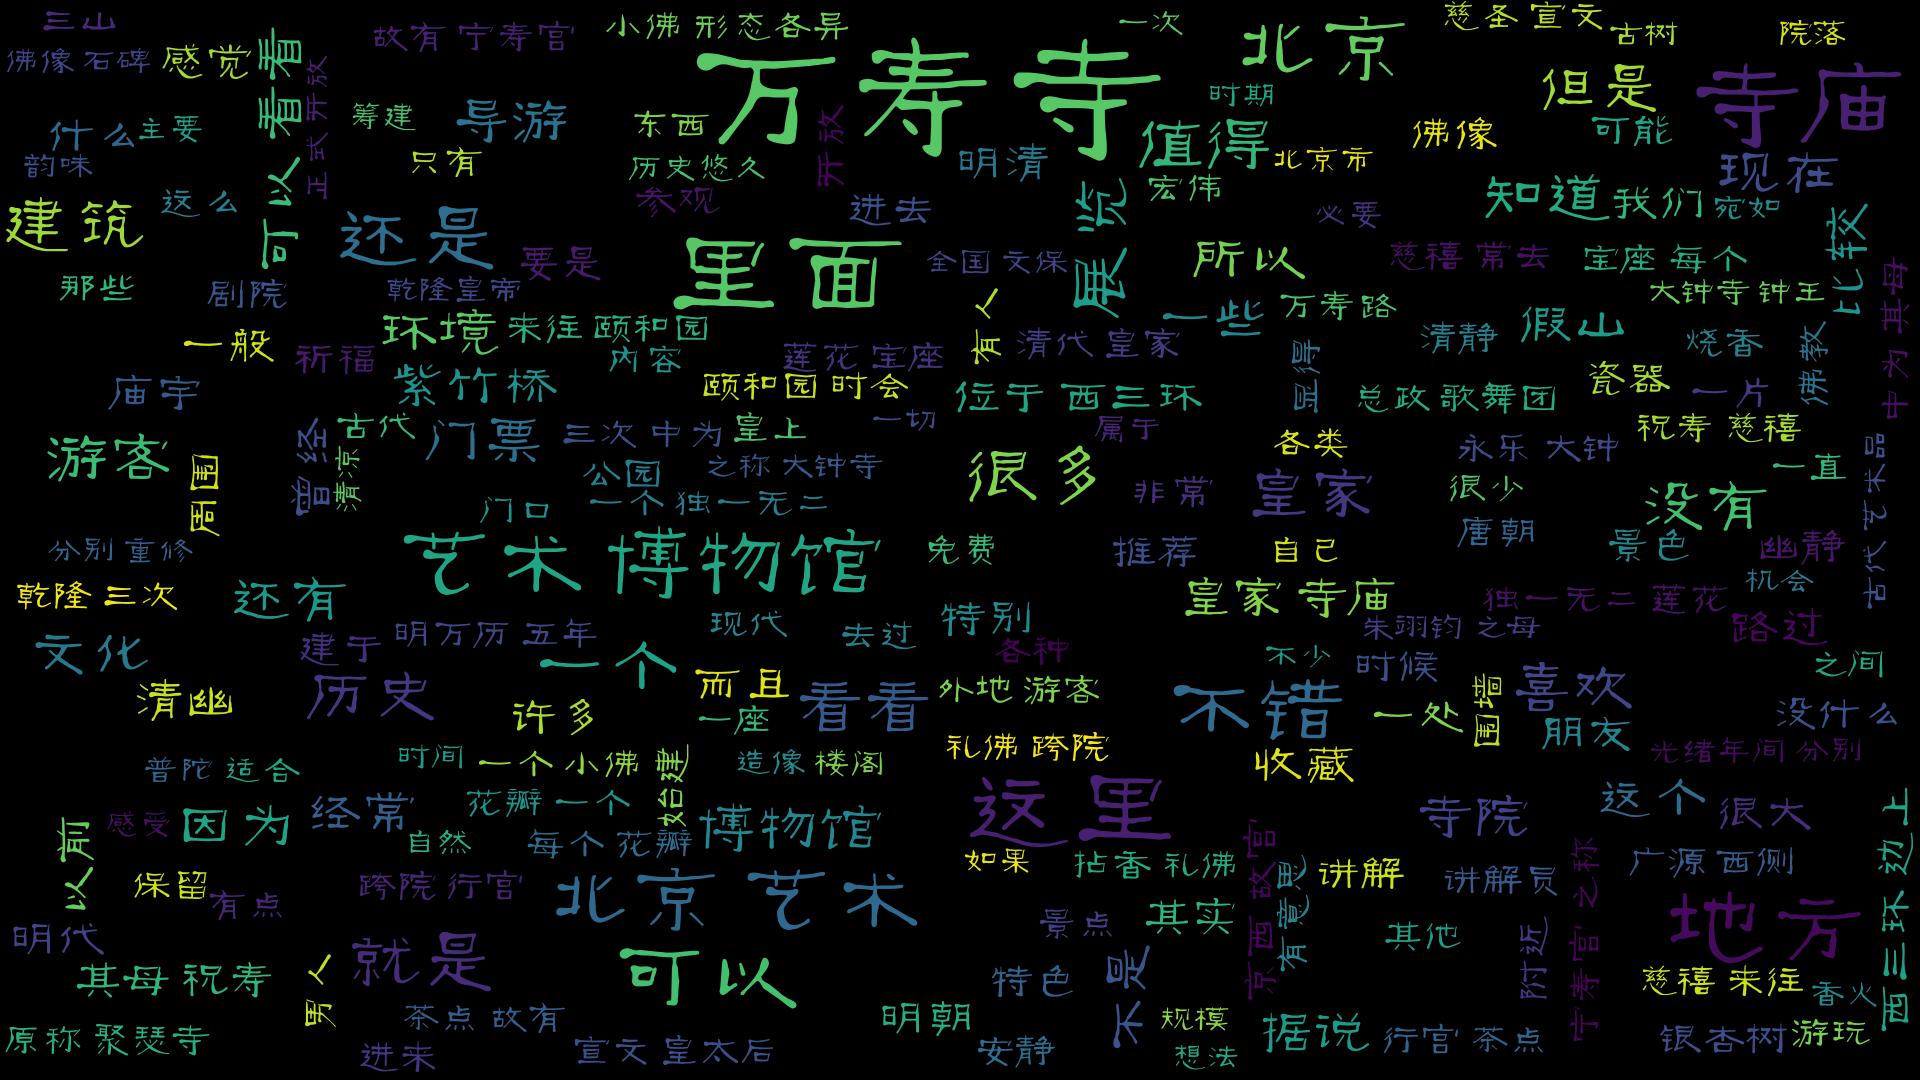 三山
故有 宁寿宫
小佛 形态各异
一次
北京
慈圣 宣文
古树
院落
佛像 石碑
感觉
看看
正式 开放
万寿寺
但是
寺庙
什么
主要
筹建
导游
东西
开放
时期
值得
佛像
可能
韵味
只有
历史悠久
明清
北京市
现在
这么
参观
进去
展览
宏伟
必要
知道
我们
宛如
建筑
可以
还是
要是
里面
全国 文保
所以
慈禧 常去
宝座 每个
比较
那些
剧院
乾隆皇帝
有人
一些
万寿路
大钟寺 钟王
中为 其母
一般
祈福
环境
来往 颐和园
内容
莲花 宝座
清代 皇家
清静
假山
烧香
佛教
庙宇
紫竹桥
颐和园 时会
位于 西三环
显得
总政 歌舞团
瓷器
一片
游客
周围
曾经
古代
清凉
门票
三次 中为
皇上
一切
属于
各类
永乐 大钟
祝寿 慈禧
公园
之称 大钟寺
很多
非常
皇家
很少
没有
一直
古代 艺术品
门口
一个 独一无二
分别 重修
艺术 博物馆
免费
推荐
自己
唐朝
景色
幽静
机会
乾隆 三次
还有
皇家 寺庙
独一无二 莲花
路过
文化
建于
明万历 五年
现代
去过
特别
各种
不少
朱翊钧 之母
时候
之间
一个
清幽
历史
许多
而且
一座
看看
外地 游客
不错
一处
围墙
喜欢
朋友
没什么
普陀
适合
时间
一个 小佛
始建
造像
楼阁
礼佛 跨院
收藏
光绪年间 分别
以前
感受
因为
经常
花瓣 一个
自然
每个 花瓣
博物馆
这里
寺院
这个
很大
西三环 边上
保留
有点
跨院 行宫
北京 艺术
如果
拈香 礼佛
京西 故宫
有意思
讲解
讲解员
宁寿宫 之称
广源 西侧
明代
就是
可以
景点
其实
其他
附近
地方
其母 祝寿
男人
茶点 故有
明朝
特色
不是
规模
慈禧 来往
香火
原称 聚瑟寺
进来
宣文 皇太后
安静
想法
据说
行宫 茶点
银杏树
游玩